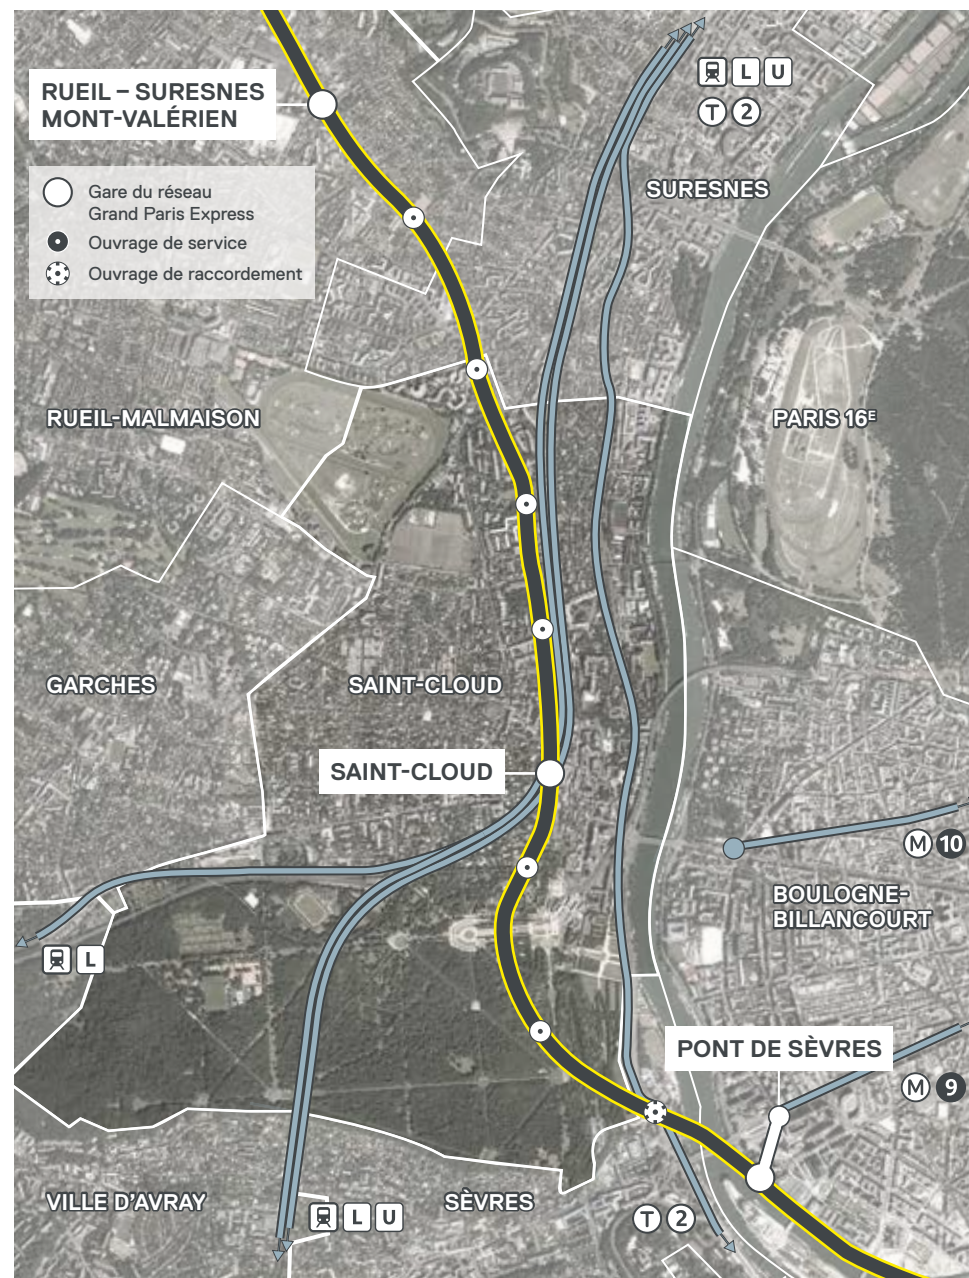 RUEIL – SURESNES
MONT-VALÉRIEN
L U
T 2
Gare du réseau
Grand Paris Express
Ouvrage de service
Ouvrage de raccordement
SURESNES
RUEIL-MALMAISON
PARIS 16E
GARCHES
SAINT-CLOUD
SAINT-CLOUD
M 10
BOULOGNE-
BILLANCOURT
L
PONT DE SÈVRES
M 9
VILLE D'AVRAY
SÈVRES
L U
T 2